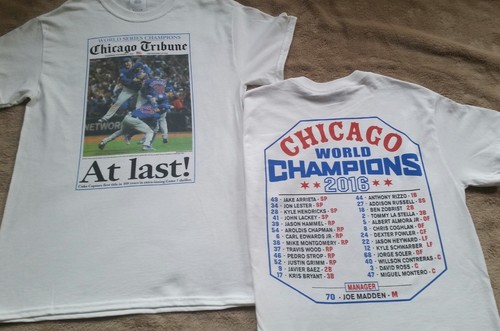 WORLD SERIES CHAMPIONS
Chicago Tribune
NETWORK
At last!
CHICAGO
WORLD
CHAMPIONS
2016
49 - JAKE ARRIETA - SP
34 - JON LESTER - SP
28 - KYLE HENDRICKS - SP
41 - JOHN LACKEY - SP
39 - JASON HAMMEL - RP
54 - AROLDIS CHAPMAN - RP
6 - CARL EDWARDS JR - RP
38 - MIKE MONTGOMERY - RP
37 - TRAVIS WOOD - RP
46 - PEDRO STROP - RP
52 - JUSTIN GRIMM - RP
9 - JAVIER BAEZ - 2B
17 - KRIS BRYANT - 3B
44 - ANTHONY RIZZO - 1B
27 - ADDISON RUSSELL - SS
18 - BEN ZOBRIST - 2B
2 - TOMMY LA STELLA - 3B
5 - ALBERT ALMORA JR - OF
8 - CHRIS COGHLAN - OF
24 - DEXTER FOWLER - CF
22 - JASON HEYWARD - LF
12 - KYLE SCHWARBER - LF
68 - JORGE SOLER - OF
40 - WILLSON CONTRERAS - C
3 - DAVID ROSS - C
47 - MIGUEL MONTERO - C
MANAGER
70 - JOE MADDEN - M